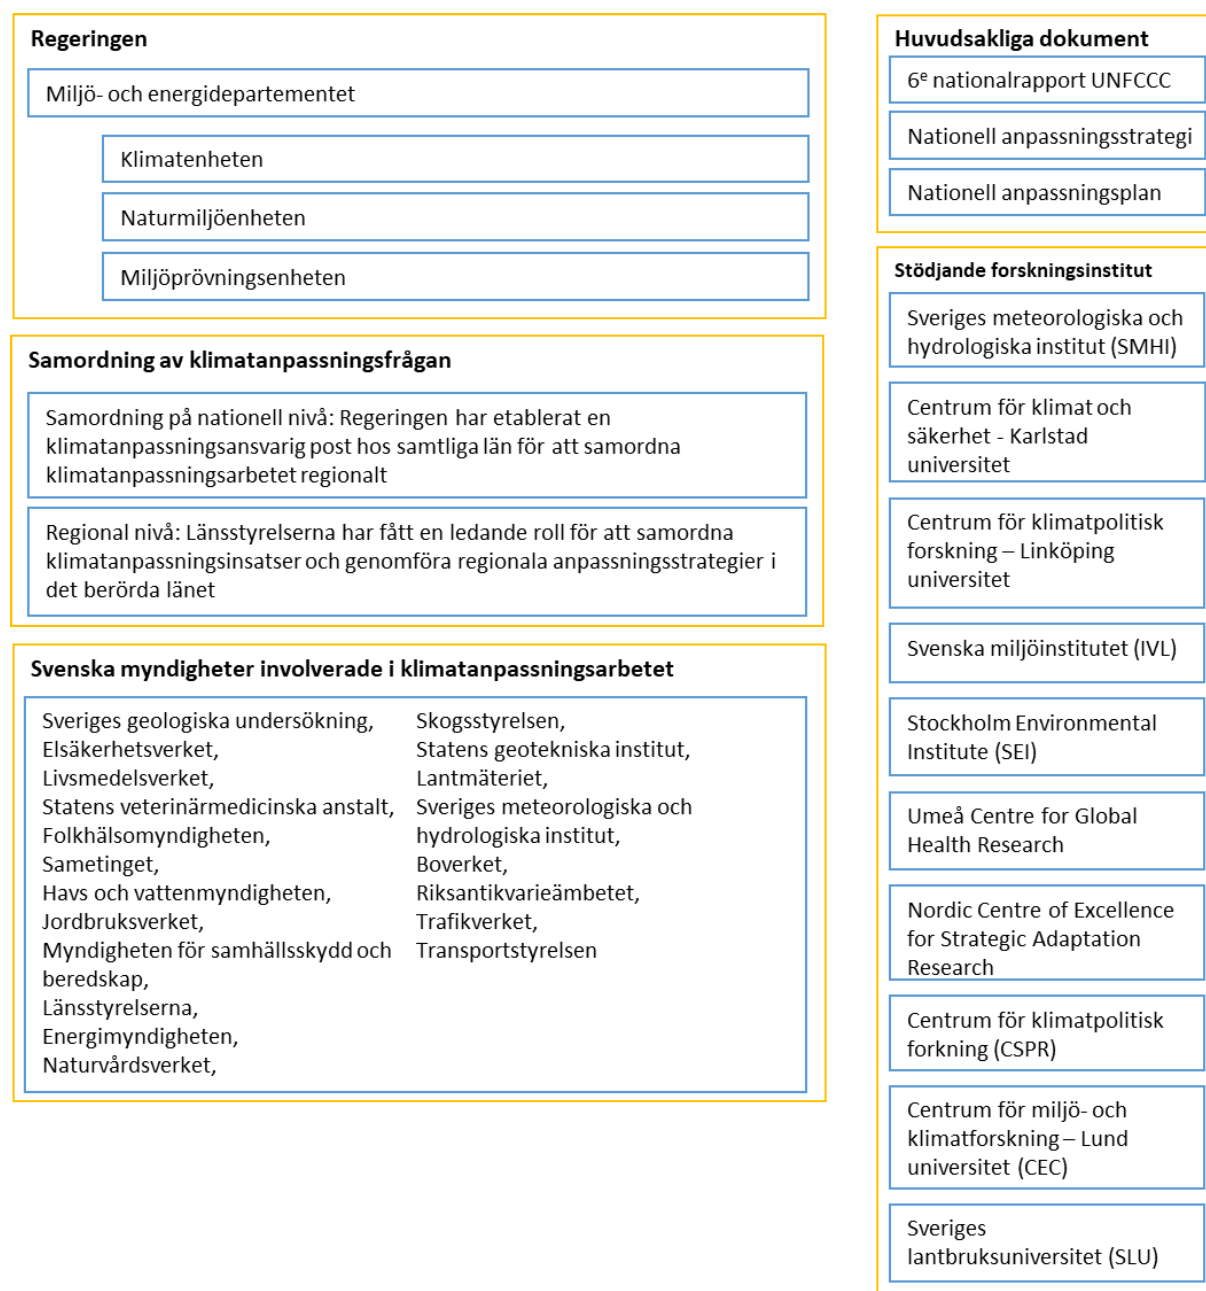 Regeringen
Miljö- och energidepartementet
Klimatenheten
Naturmiljöenheten
Miljöprövningsenheten
Samordning av klimatanpassningsfrågan
Samordning på nationell nivå: Regeringen har etablerat en
klimatanpassningsansvarig post hos samtliga län för att samordna
klimatanpassningsarbetet regionalt
Regional nivå: Länsstyrelserna har fått en ledande roll för att samordna
klimatanpassningsinsatser och genomföra regionala anpassningsstrategier i
det berörda länet
Svenska myndigheter involverade i klimatanpassningsarbetet
Sveriges geologiska undersökning,
Elsäkerhetsverket,
Livsmedelsverket,
Statens veterinärmedicinska anstalt,
Folkhälsomyndigheten,
Sametinget,
Havs och vattenmyndigheten,
Jordbruksverket,
Myndigheten för samhällsskydd och
beredskap,
Länsstyrelserna,
Energimyndigheten,
Naturvårdsverket,
Skogsstyrelsen,
Statens geotekniska institut,
Lantmäteriet,
Sveriges meteorologiska och
hydrologiska institut,
Boverket,
Riksantikvarieämbetet,
Trafikverket,
Transportstyrelsen
Huvudsakliga dokument
6ᵉ nationalrapport UNFCCC
Nationell anpassningsstrategi
Nationell anpassningsplan
Stödjande forskningsinstitut
Sveriges meteorologiska och
hydrologiska institut (SMHI)
Centrum för klimat och
säkerhet - Karlstad
universitet
Centrum för klimatpolitisk
forskning – Linköping
universitet
Svenska miljöinstitutet (IVL)
Stockholm Environmental
Institute (SEI)
Umeå Centre for Global
Health Research
Nordic Centre of Excellence
for Strategic Adaptation
Research
Centrum för klimatpolitisk
forkning (CSPR)
Centrum för miljö- och
klimatforskning – Lund
universitet (CEC)
Sveriges
lantbruksuniversitet (SLU)